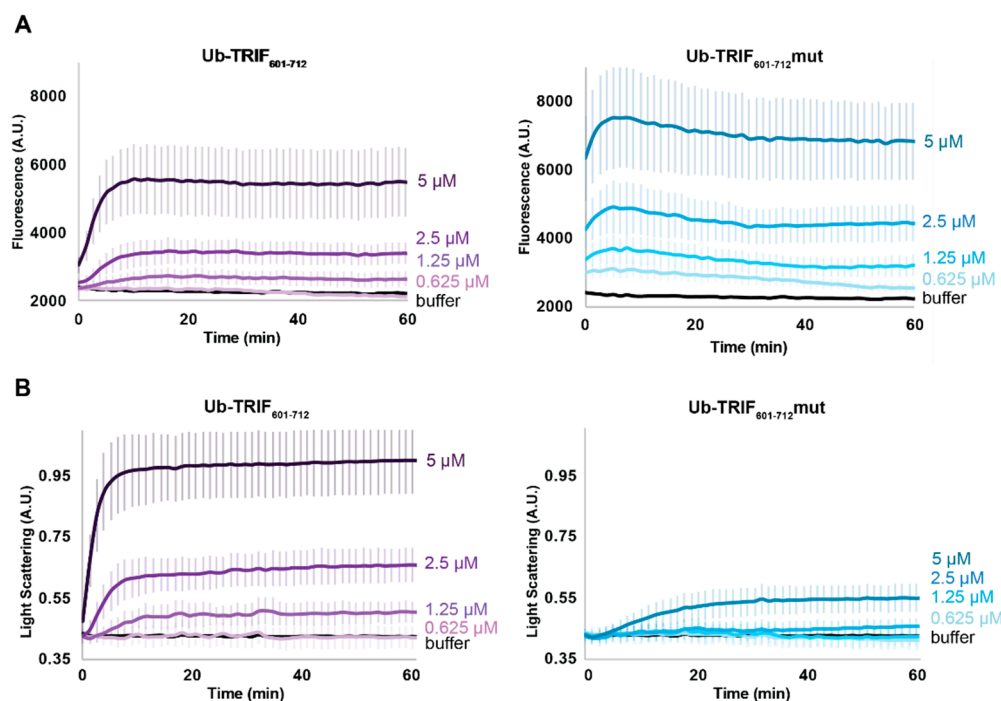 A
Ub-TRIF601-712
Fluorescence (A.U.)
8000
6000
4000
2000
0
20
40
60
Time (min)
5 µM
2.5 µM
1.25 µM
0.625 µM
buffer
Ub-TRIF601-712mut
Fluorescence (A.U.)
8000
6000
4000
2000
0
20
40
60
Time (min)
5 µM
2.5 µM
1.25 µM
0.625 µM
buffer
B
Ub-TRIF601-712
Light Scattering (A.U.)
0.95
0.75
0.55
0.35
0
20
40
60
Time (min)
5 µM
2.5 µM
1.25 µM
0.625 µM
buffer
Ub-TRIF601-712mut
Light Scattering (A.U.)
0.95
0.75
0.55
0.35
0
20
40
60
Time (min)
5 µM
2.5 µM
1.25 µM
0.625 µM
buffer